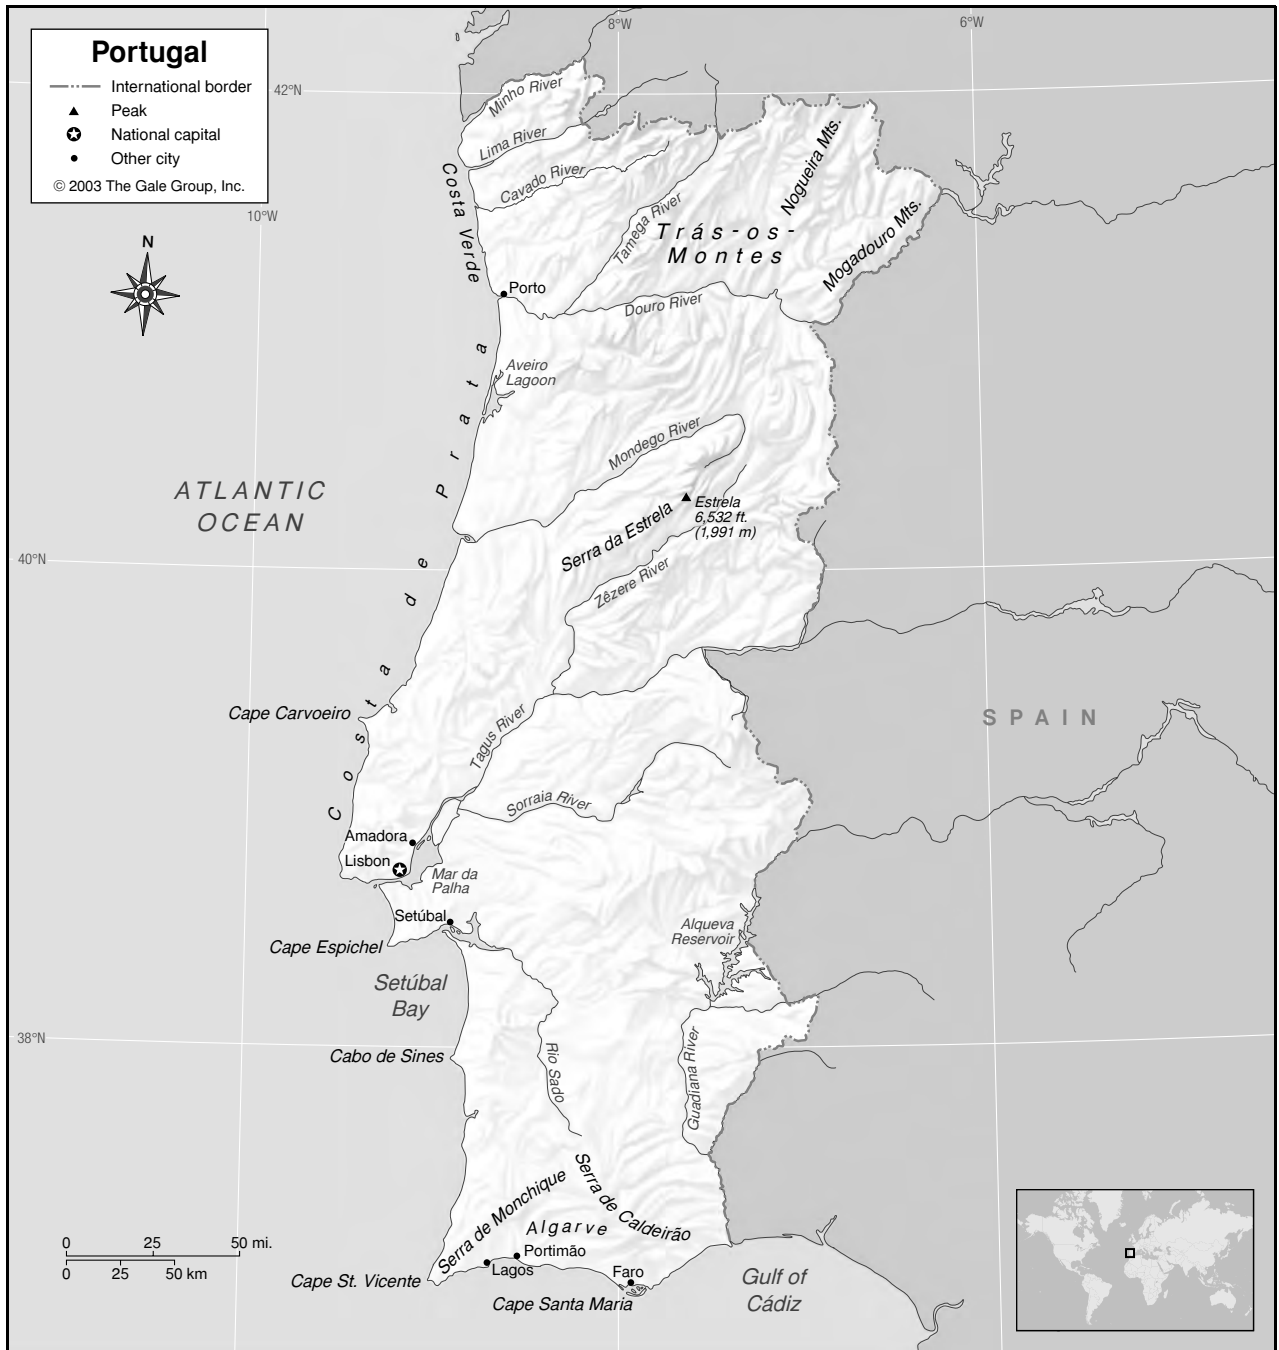 Portugal
International border
Peak
National capital
Other city
© 2003 The Gale Group, Inc.
8°W
6°W
42°N
10°W
N
Minho River
Lima River
Cavado River
Costa Verde
Tamega River
Nogueira Mts.
Trás-os-
Montes
Mogadouro Mts.
Porto
Douro River
Aveiro
Lagoon
Costa de Prata
Mondego River
ATLANTIC
OCEAN
Estrela
6,532 ft.
(1,991 m)
Serra da Estrela
40°N
Zêzere River
Cape Carvoeiro
Tagus River
SPAIN
Sorraia River
Amadora
Lisbon
Mar da
Palha
Setúbal
Alqueva
Reservoir
Cape Espichel
Setúbal
Bay
38°N
Cabo de Sines
Rio Sado
Guadiana River
Serra de Monchique
Serra de Caldeirão
Algarve
Portimão
Lagos
Faro
Cape St. Vicente
Cape Santa Maria
Gulf of
Cádiz
0 25 50 mi.
0 25 50 km